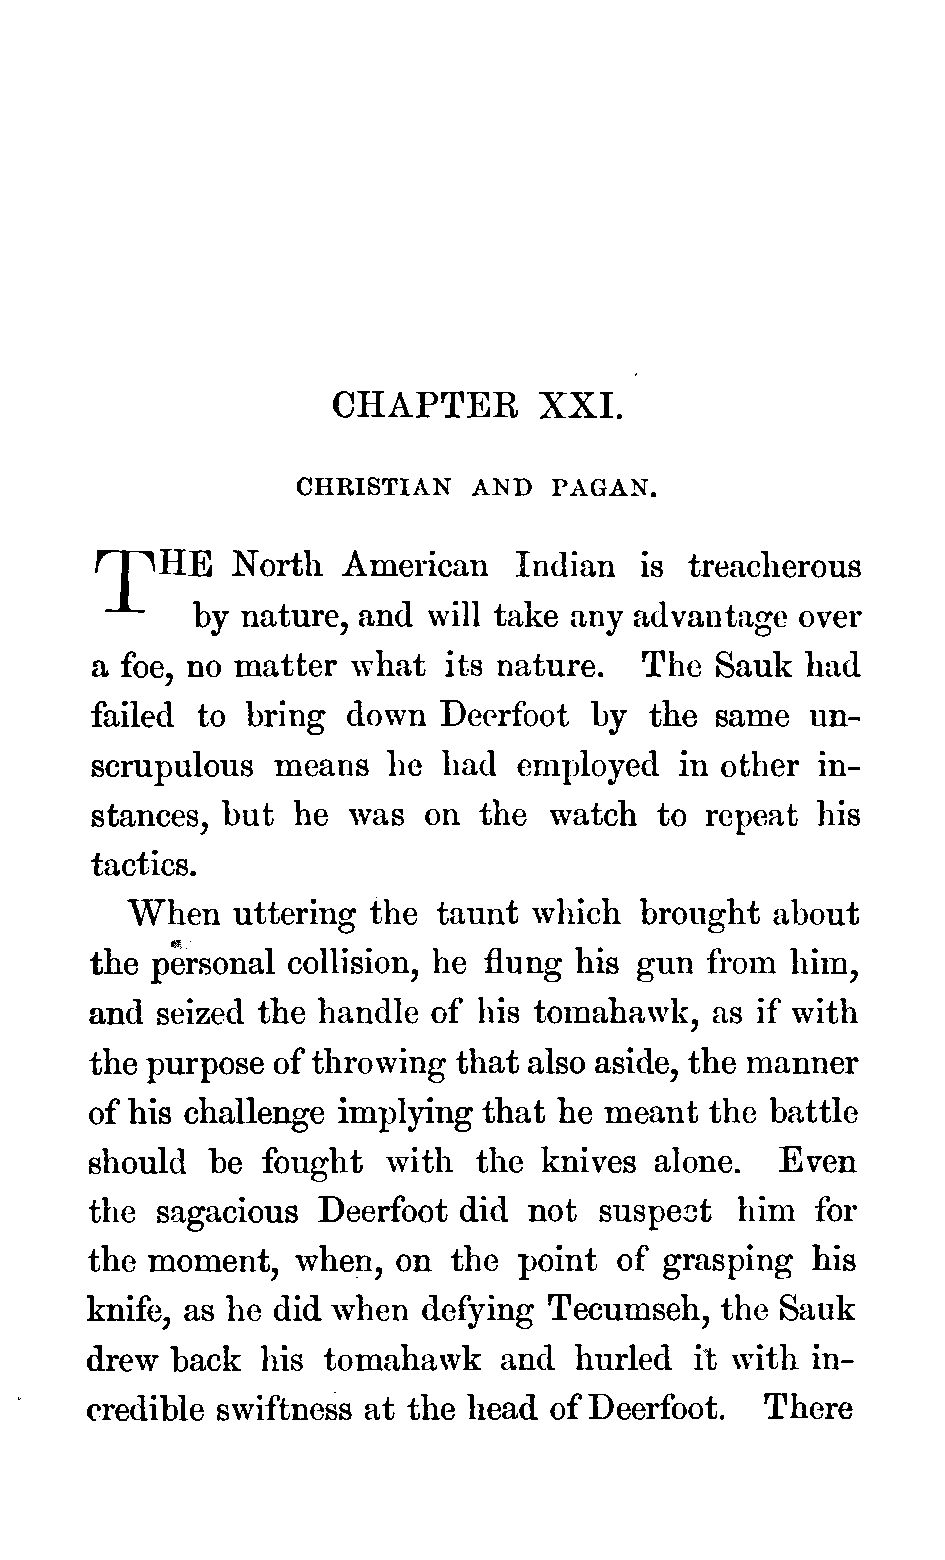 CHAPTER XXI.
CHRISTIAN AND PAGAN.
THE North American Indian is treacherous
by nature, and will take any advantage over
a foe, no matter what its nature. The Sauk had
failed to bring down Deerfoot by the same un-
scrupulous means he had employed in other in-
stances, but he was on the watch to repeat his
tactics.
When uttering the taunt which brought about
the personal collision, he flung his gun from him,
and seized the handle of his tomahawk, as if with
the purpose of throwing that also aside, the manner
of his challenge implying that he meant the battle
should be fought with the knives alone. Even
the sagacious Deerfoot did not suspect him for
the moment, when, on the point of grasping his
knife, as he did when defying Tecumseh, the Sauk
drew back his tomahawk and hurled it with in-
credible swiftness at the head of Deerfoot. There